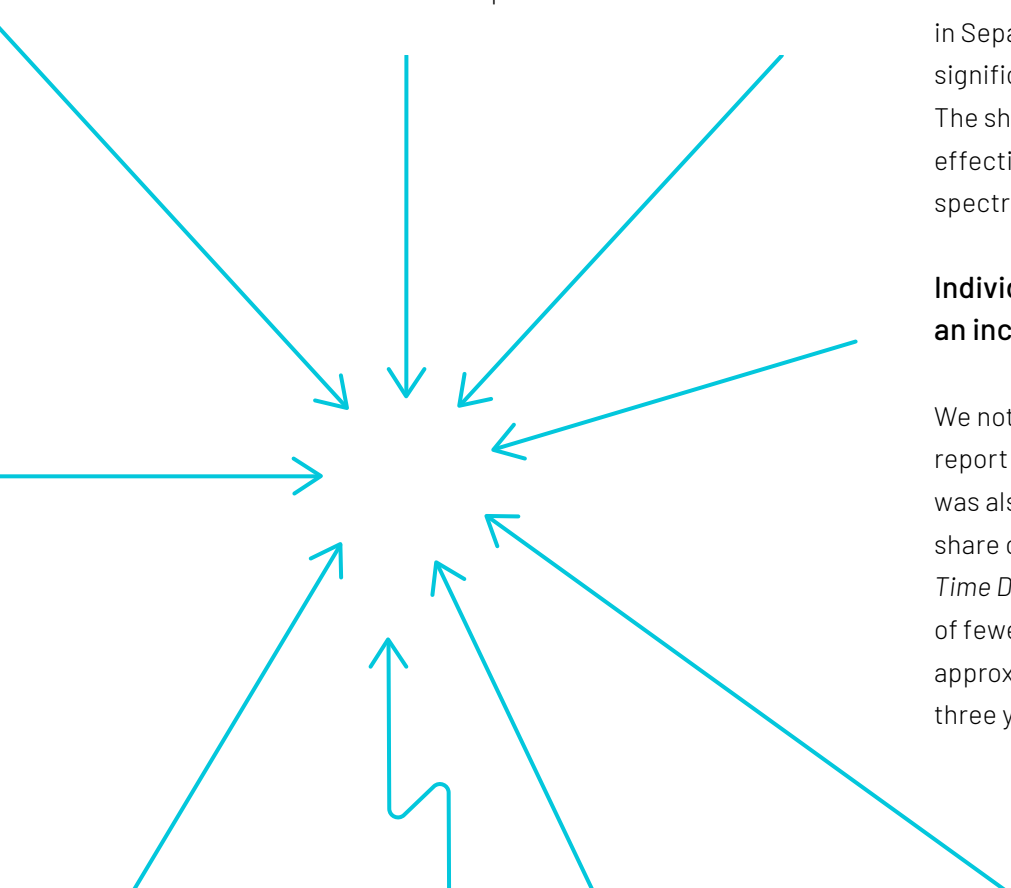 in Sepa
signific
The sh
effecti
spectr
Individ
an inc
We not
report
was als
share o
Time D
of fewe
approx
three y